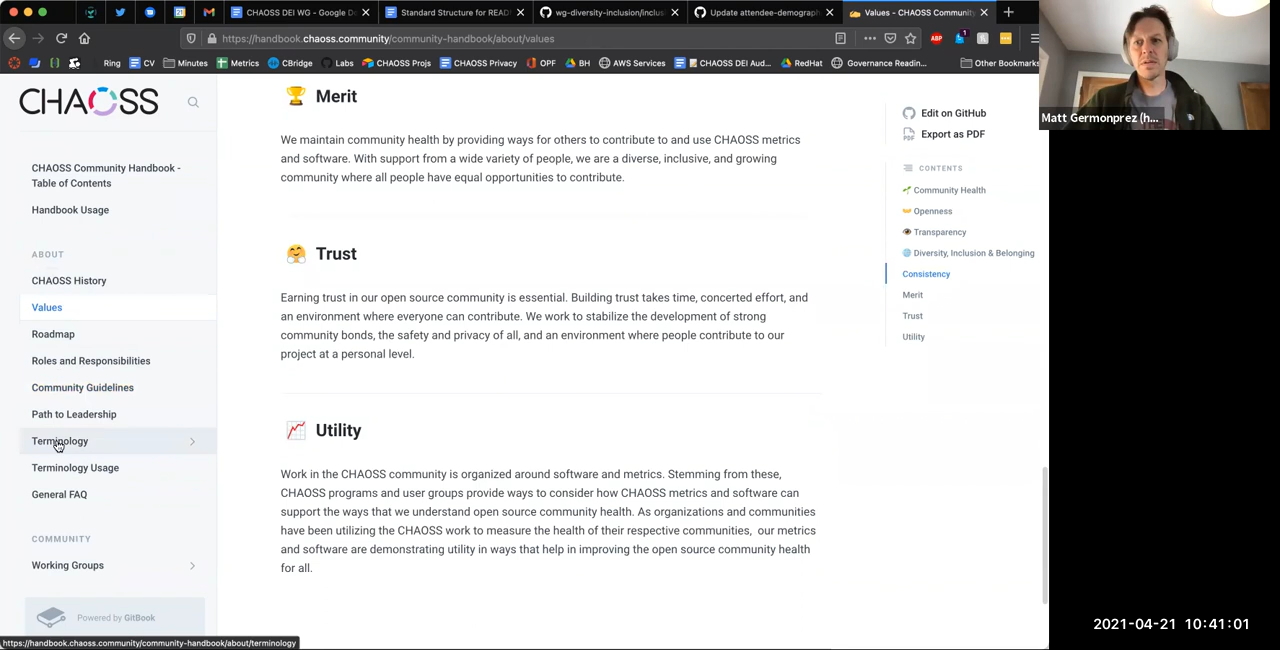 CHAOSS DEI WG - Google D
Standard Structure for READ
wg-diversity-inclusion/inclus
Update attendee-demograph
Values - CHAOSS Community
https://handbook.chaoss.community/community-handbook/about/values
ABP
1
Ring
CV
Minutes
Metrics
CBridge
Labs
CHAOSS Projs
CHAOSS Privacy
OPF
BH
AWS Services
CHAOSS DEI Aud...
RedHat
Governance Readin...
Other Bookmarks
CHAOSS
CHAOSS Community Handbook -
Table of Contents
Handbook Usage
ABOUT
CHAOSS History
Values
Roadmap
Roles and Responsibilities
Community Guidelines
Path to Leadership
Terminology
Terminology Usage
General FAQ
COMMUNITY
Working Groups
Powered by GitBook
https://handbook.chaoss.community/community-handbook/about/terminology
Merit
We maintain community health by providing ways for others to contribute to and use CHAOSS metrics
and software. With support from a wide variety of people, we are a diverse, inclusive, and growing
community where all people have equal opportunities to contribute.
Trust
Earning trust in our open source community is essential. Building trust takes time, concerted effort, and
an environment where everyone can contribute. We work to stabilize the development of strong
community bonds, the safety and privacy of all, and an environment where people contribute to our
project at a personal level.
Utility
Work in the CHAOSS community is organized around software and metrics. Stemming from these,
CHAOSS programs and user groups provide ways to consider how CHAOSS metrics and software can
support the ways that we understand open source community health. As organizations and communities
have been utilizing the CHAOSS work to measure the health of their respective communities, our metrics
and software are demonstrating utility in ways that help in improving the open source community health
for all.
Edit on GitHub
PDF
Export as PDF
CONTENTS
Community Health
Openness
Transparency
Diversity, Inclusion & Belonging
Consistency
Merit
Trust
Utility
Matt Germonprez (h...
2021-04-21 10:41:01